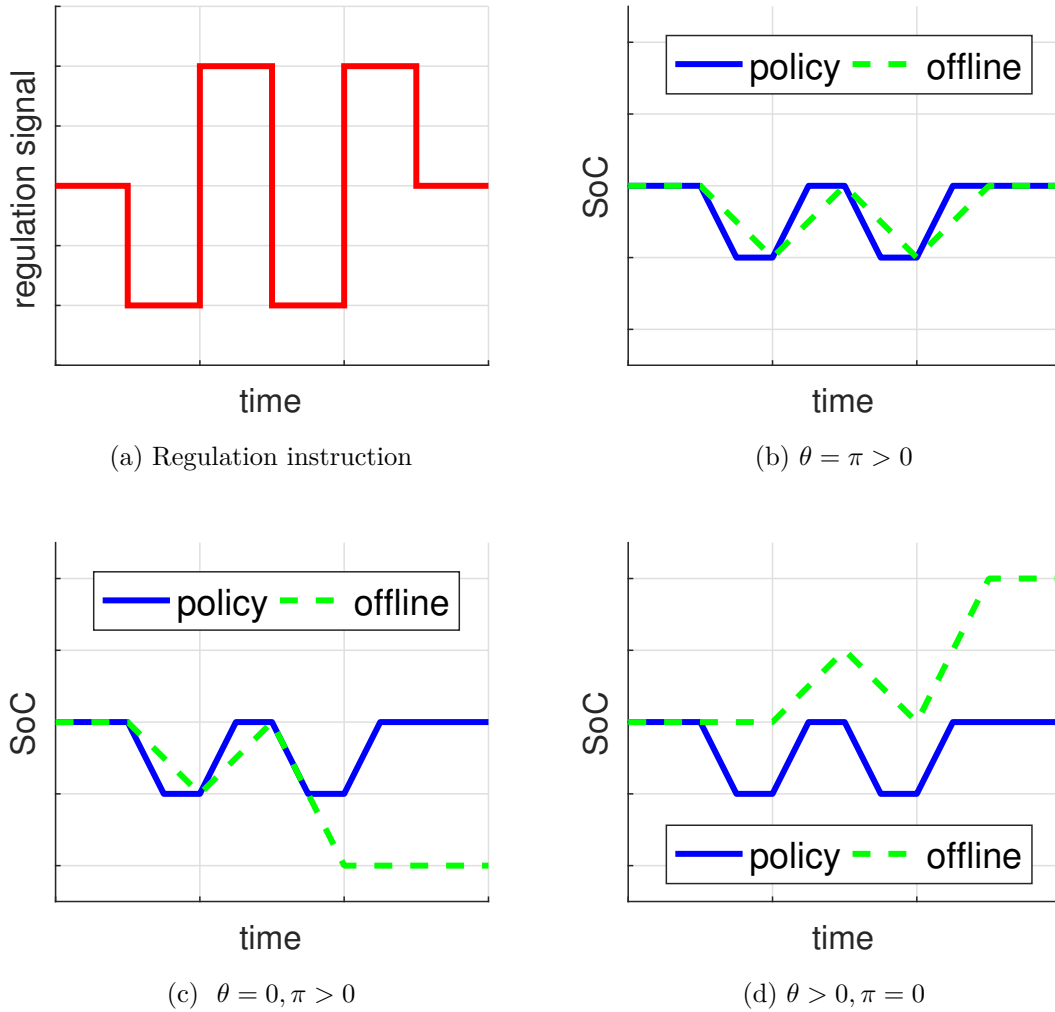 regulation signal
time
(a) Regulation instruction
policy offline
SoC
time
(b) θ = π > 0
policy offline
SoC
time
(c) θ = 0, π > 0
SoC
policy offline
time
(d) θ > 0, π = 0